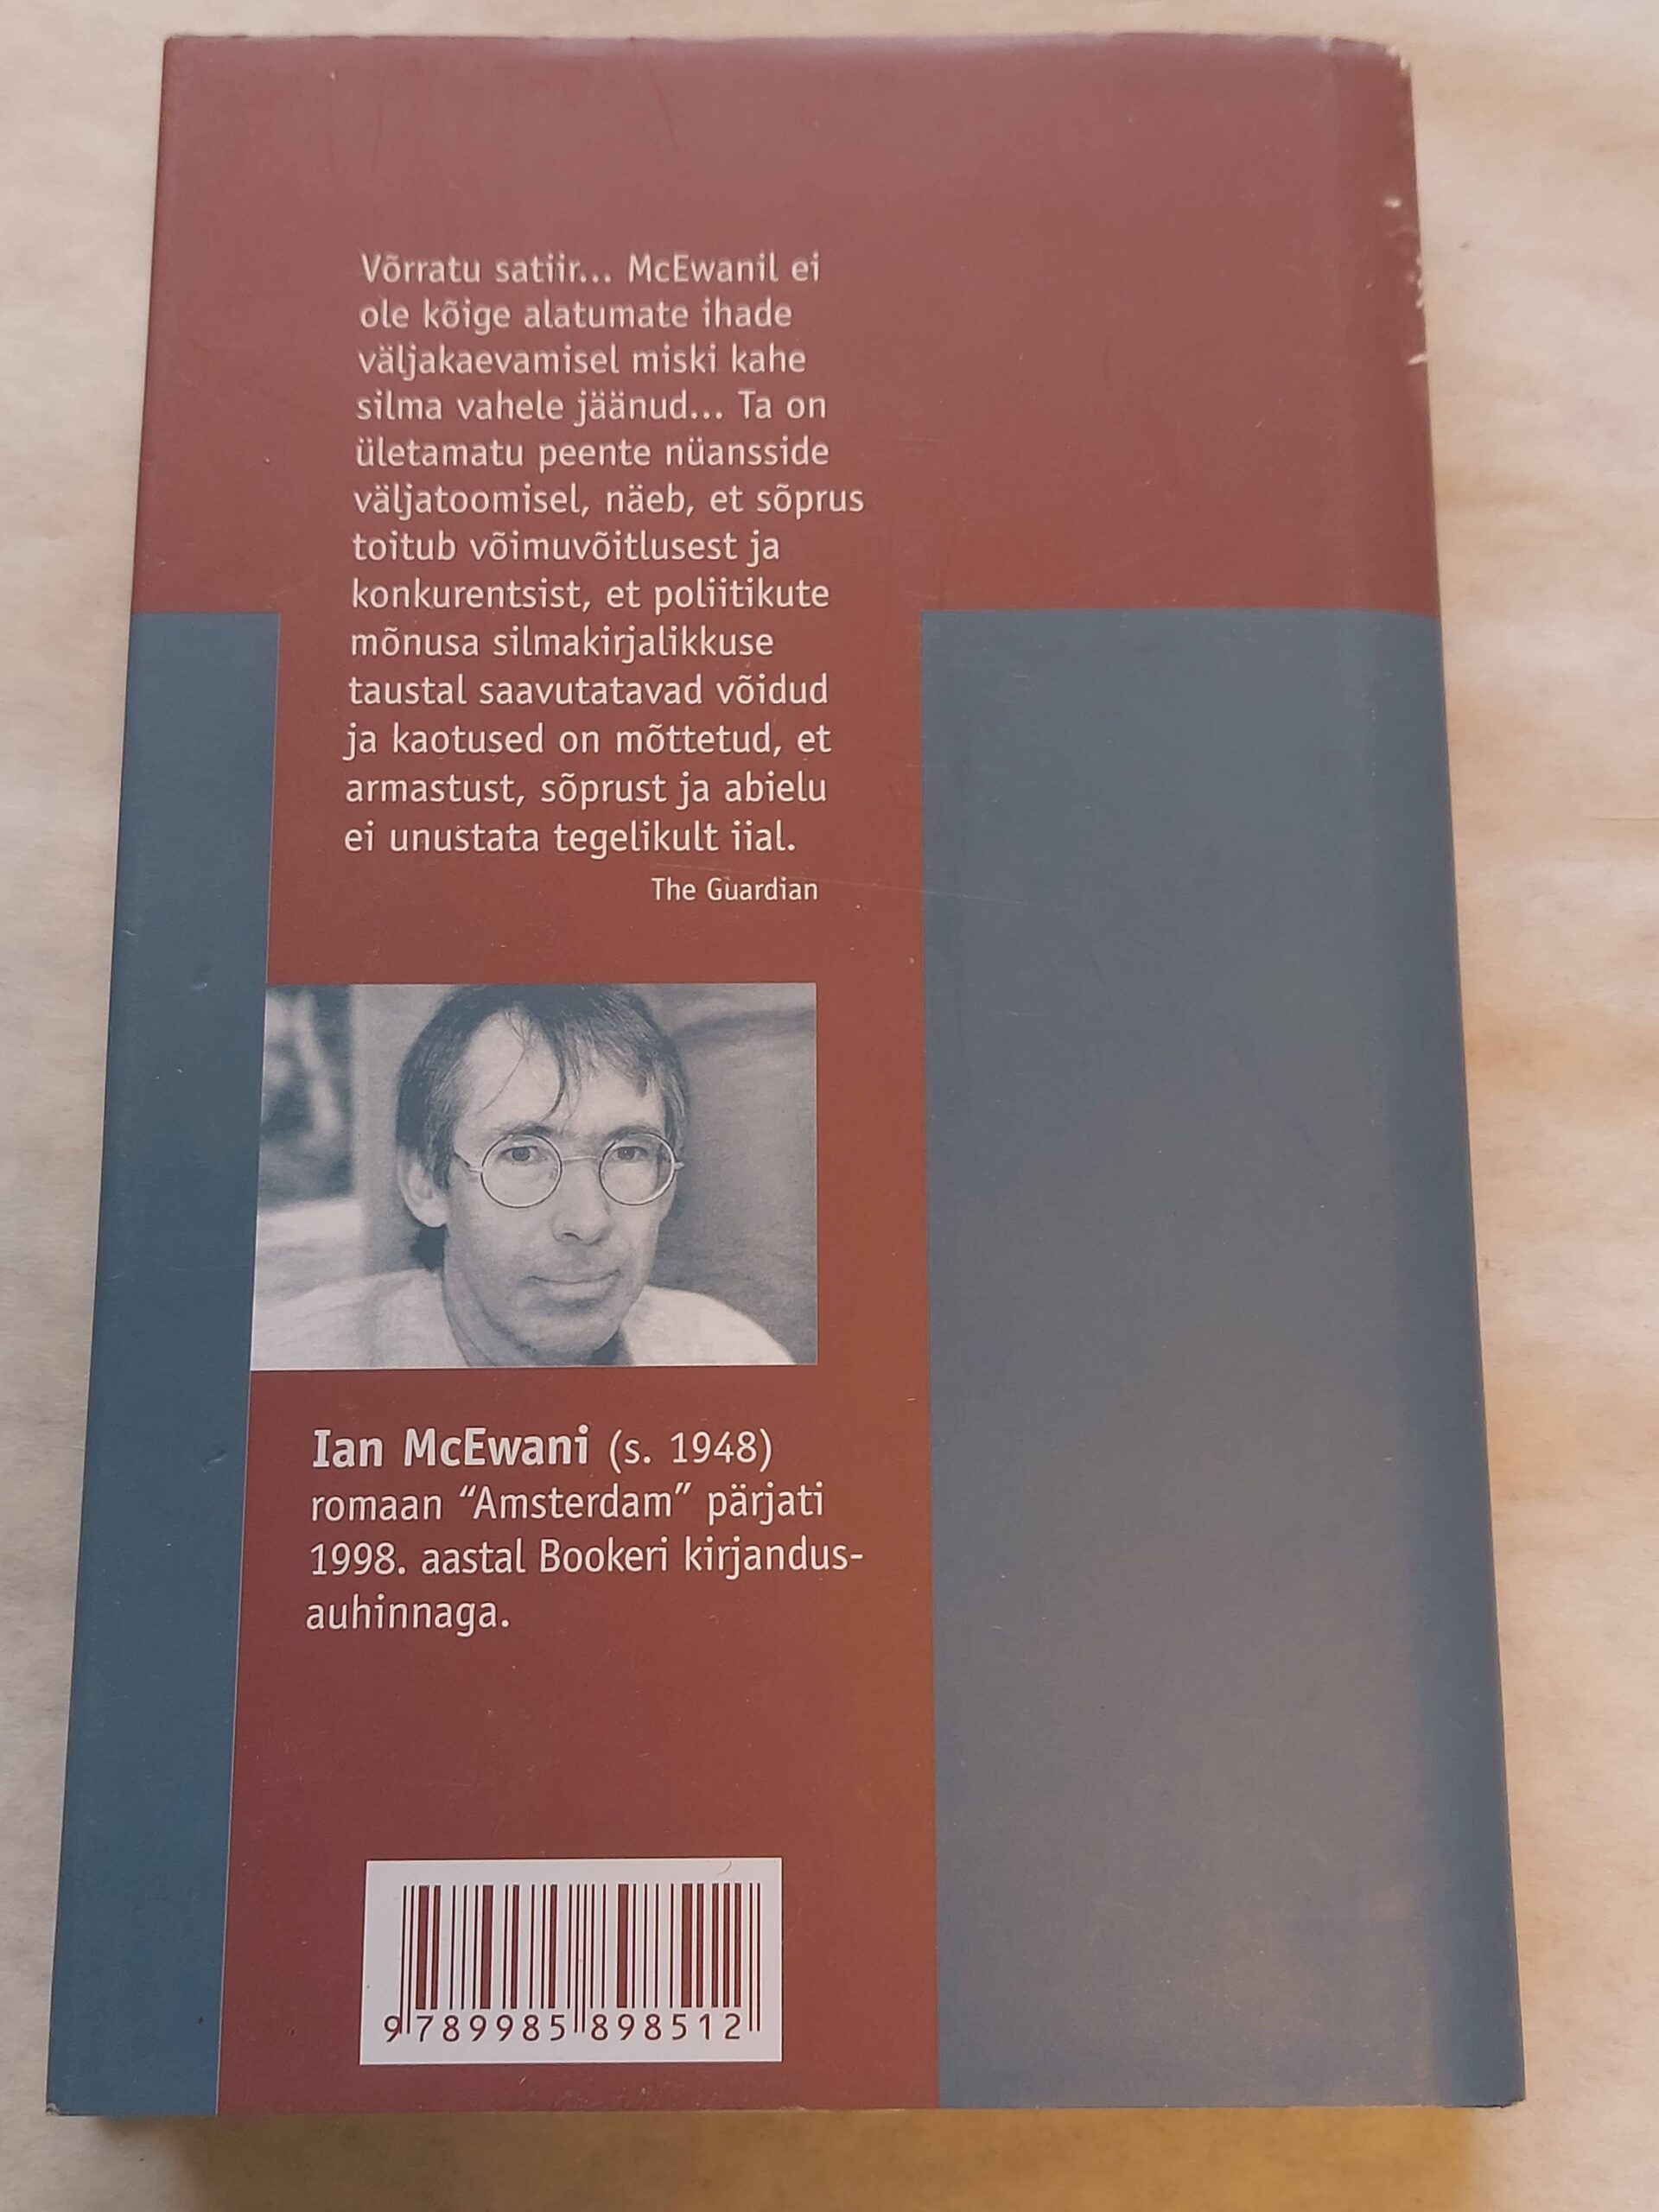 Võrratu satiir... McEwanil ei
ole kõige alatumate ihade
väljakaevamisel miski kahe
silma vahele jäänud... Ta on
ületamatu peente nüansside
väljatoomisel, näeb, et sõprus
toitub võimuvõitlusest ja
konkurentsist, et poliitikute
mõnusa silmakirjalikkuse
taustal saavutatavad võidud
ja kaotused on mõttetud, et
armastust, sõprust ja abielu
ei unustata tegelikult iial.
The Guardian
Ian McEwani (s. 1948)
romaan “Amsterdam” pärjati
1998. aastal Bookeri kirjandus-
auhinnaga.
9 789985 898512